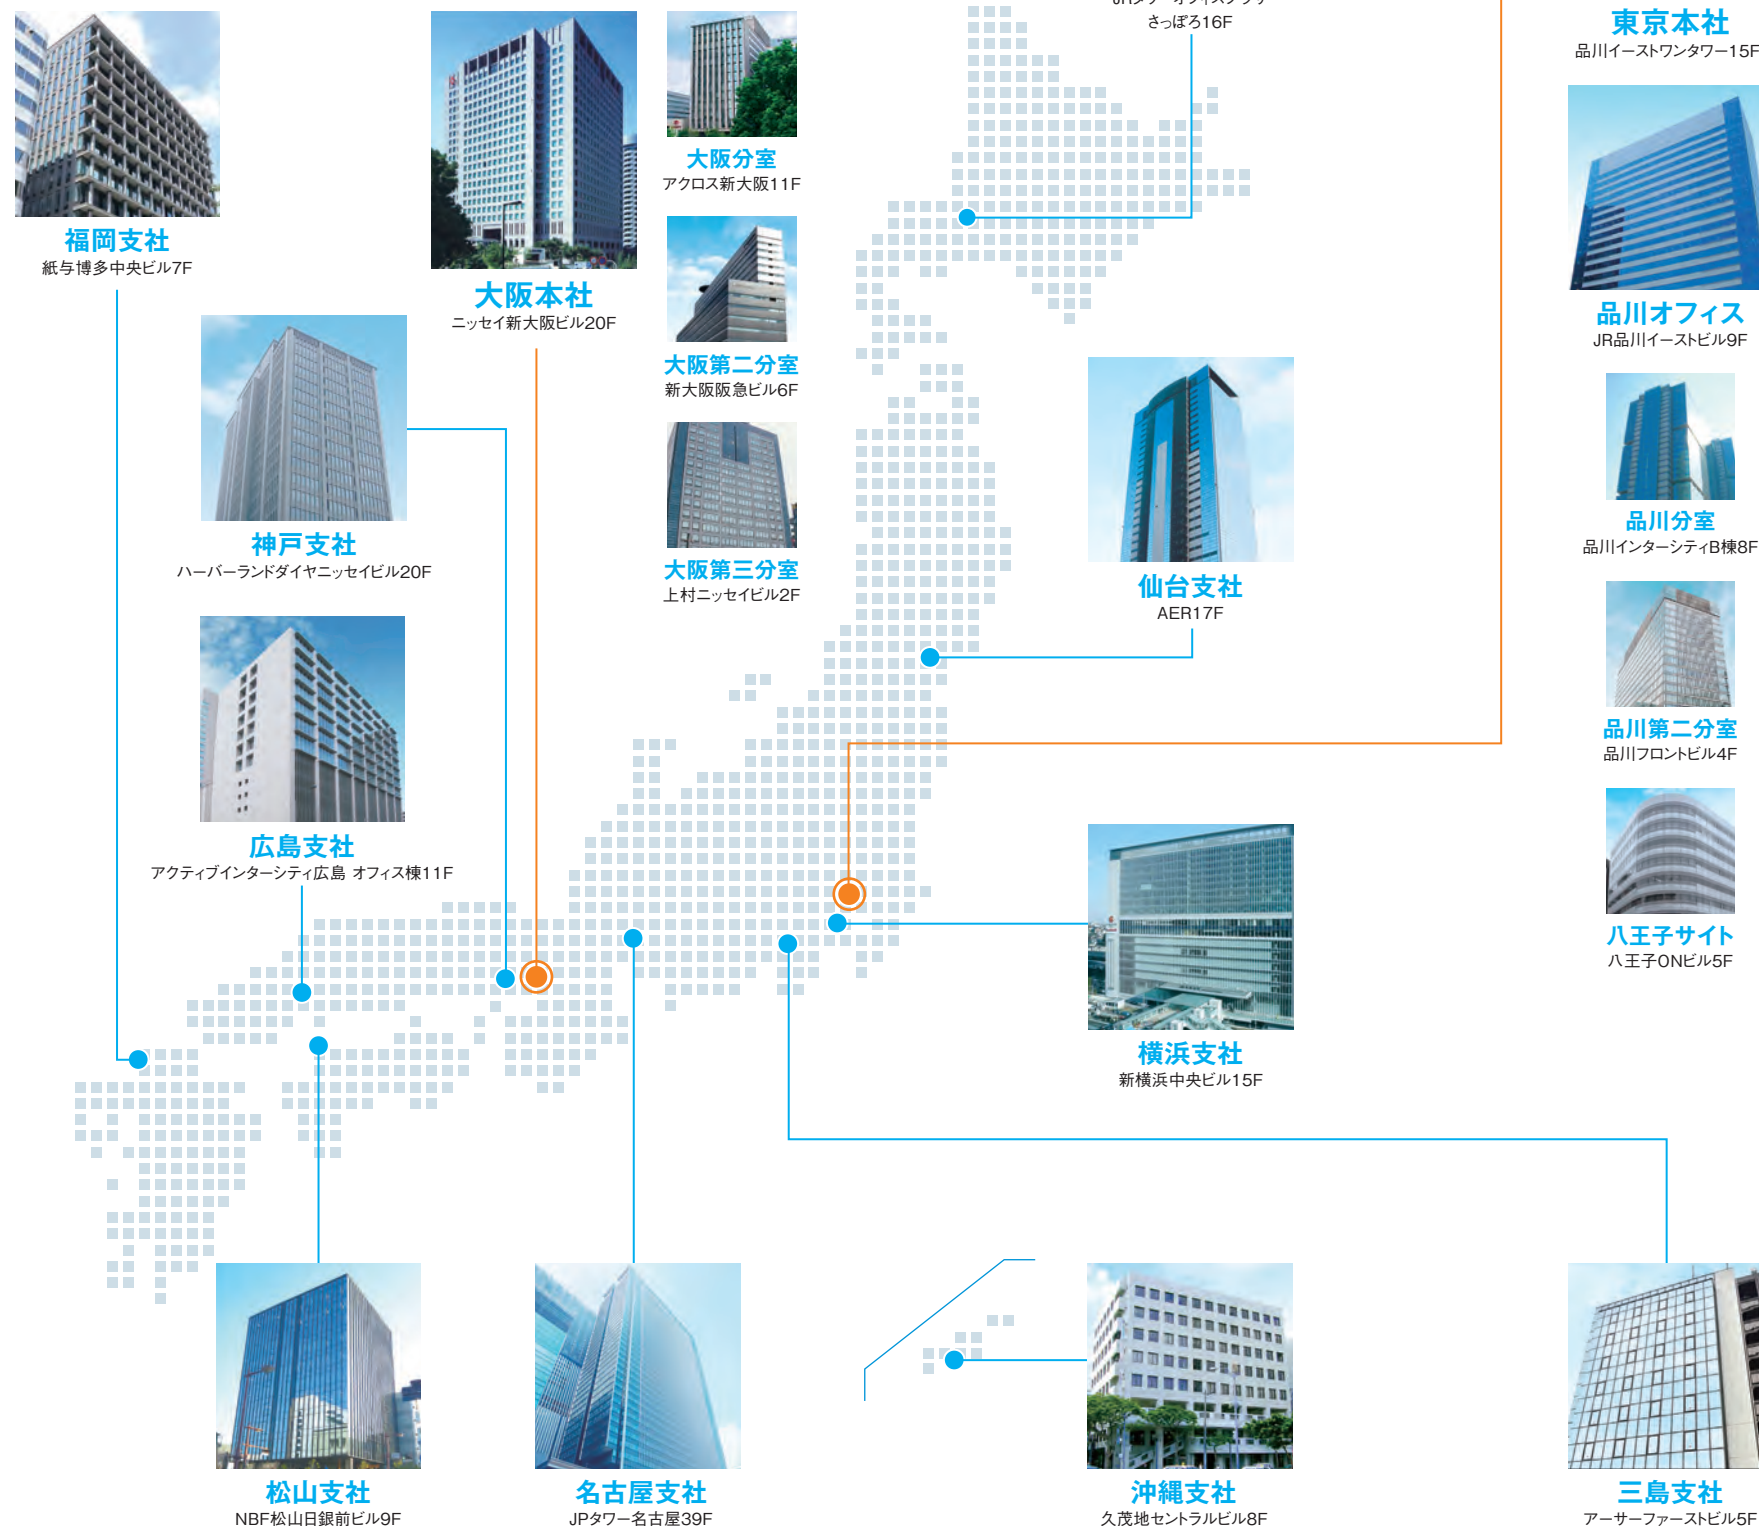 さっぽろ16F
東京本社
品川イーストワンタワー15F
福岡支社
紙与博多中央ビル7F
大阪本社
ニッセイ新大阪ビル20F
大阪分室
アクロス新大阪11F
大阪第二分室
新大阪阪急ビル6F
大阪第三分室
上村ニッセイビル2F
品川オフィス
JR品川イーストビル9F
品川分室
品川インターシティB棟8F
品川第二分室
品川フロントビル4F
八王子サイト
八王子ONビル5F
神戸支社
ハーバーランドダイヤニッセイビル20F
仙台支社
AER17F
広島支社
アクティブインターシティ広島 オフィス棟11F
横浜支社
新横浜中央ビル15F
松山支社
NBF松山日銀前ビル9F
名古屋支社
JPタワー名古屋39F
沖縄支社
久茂地セントラルビル8F
三島支社
アーサーファーストビル5F